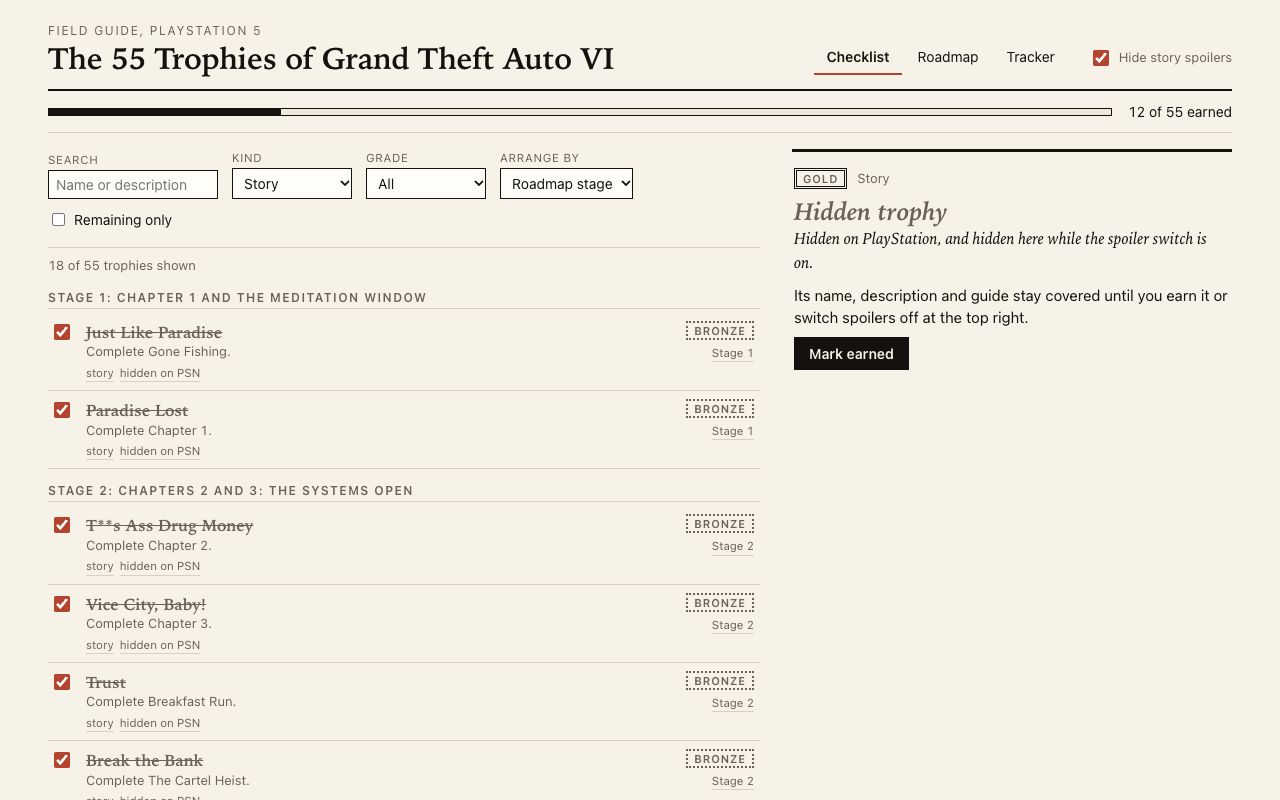 FIELD GUIDE, PLAYSTATION 5
The 55 Trophies of Grand Theft Auto VI
Checklist
Roadmap
Tracker
Hide story spoilers
12 of 55 earned
SEARCH
KIND
GRADE
ARRANGE BY
Name or description
Story
All
Roadmap stage
Remaining only
18 of 55 trophies shown
STAGE 1: CHAPTER 1 AND THE MEDITATION WINDOW
Just Like Paradise
BRONZE
Complete Gone Fishing.
Stage 1
story hidden on PSN
Paradise Lost
BRONZE
Complete Chapter 1.
Stage 1
story hidden on PSN
STAGE 2: CHAPTERS 2 AND 3: THE SYSTEMS OPEN
T**s Ass Drug Money
BRONZE
Complete Chapter 2.
Stage 2
story hidden on PSN
Vice City, Baby!
BRONZE
Complete Chapter 3.
Stage 2
story hidden on PSN
Trust
BRONZE
Complete Breakfast Run.
Stage 2
story hidden on PSN
Break the Bank
BRONZE
Complete The Cartel Heist.
Stage 2
story hidden on PSN
GOLD
Story
Hidden trophy
Hidden on PlayStation, and hidden here while the spoiler switch is
on.
Its name, description and guide stay covered until you earn it or
switch spoilers off at the top right.
Mark earned